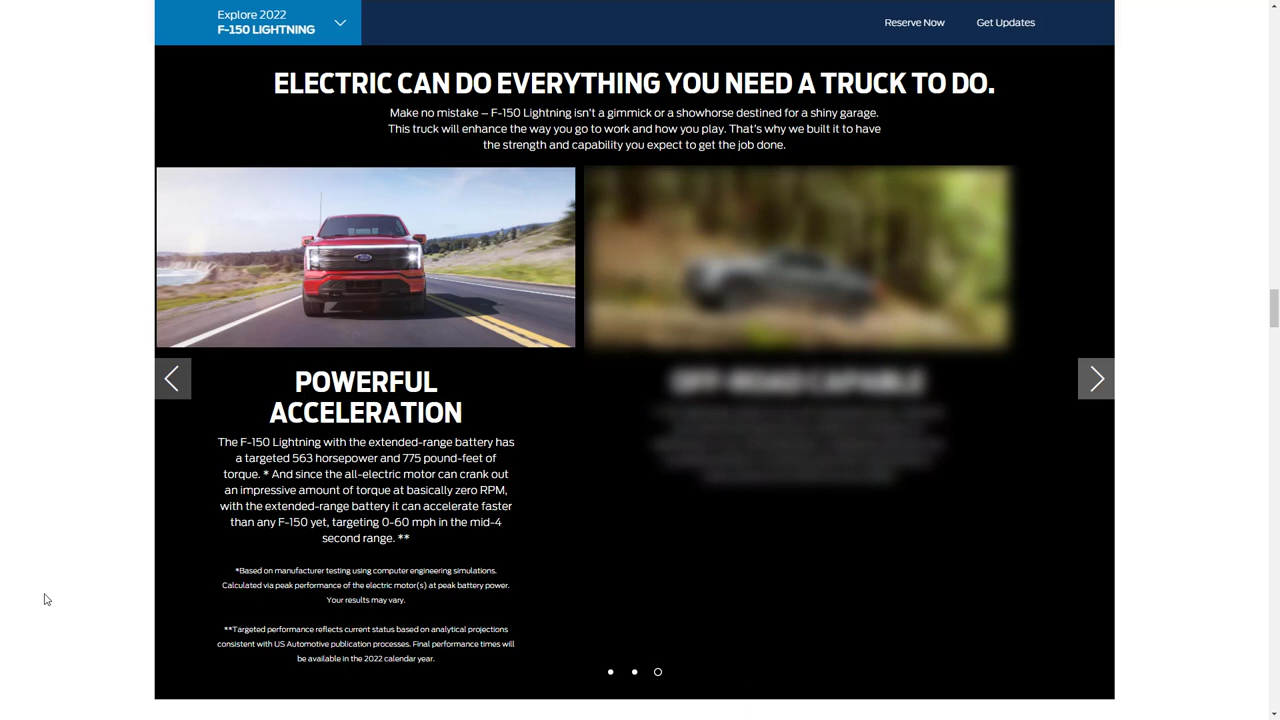 Explore 2022
F-150 LIGHTNING
Reserve Now
Get Updates
ELECTRIC CAN DO EVERYTHING YOU NEED A TRUCK TO DO.
Make no mistake – F-150 Lightning isn’t a gimmick or a showhorse destined for a shiny garage.
This truck will enhance the way you go to work and how you play. That’s why we built it to have
the strength and capability you expect to get the job done.
POWERFUL
ACCELERATION
The F-150 Lightning with the extended-range battery has
a targeted 563 horsepower and 775 pound-feet of
torque. * And since the all-electric motor can crank out
an impressive amount of torque at basically zero RPM,
with the extended-range battery it can accelerate faster
than any F-150 yet, targeting 0-60 mph in the mid-4
second range. **
*Based on manufacturer testing using computer engineering simulations.
Calculated via peak performance of the electric motor(s) at peak battery power.
Your results may vary.
**Targeted performance reflects current status based on analytical projections
consistent with US Automotive publication processes. Final performance times will
be available in the 2022 calendar year.
OFF-ROAD CAPABLE